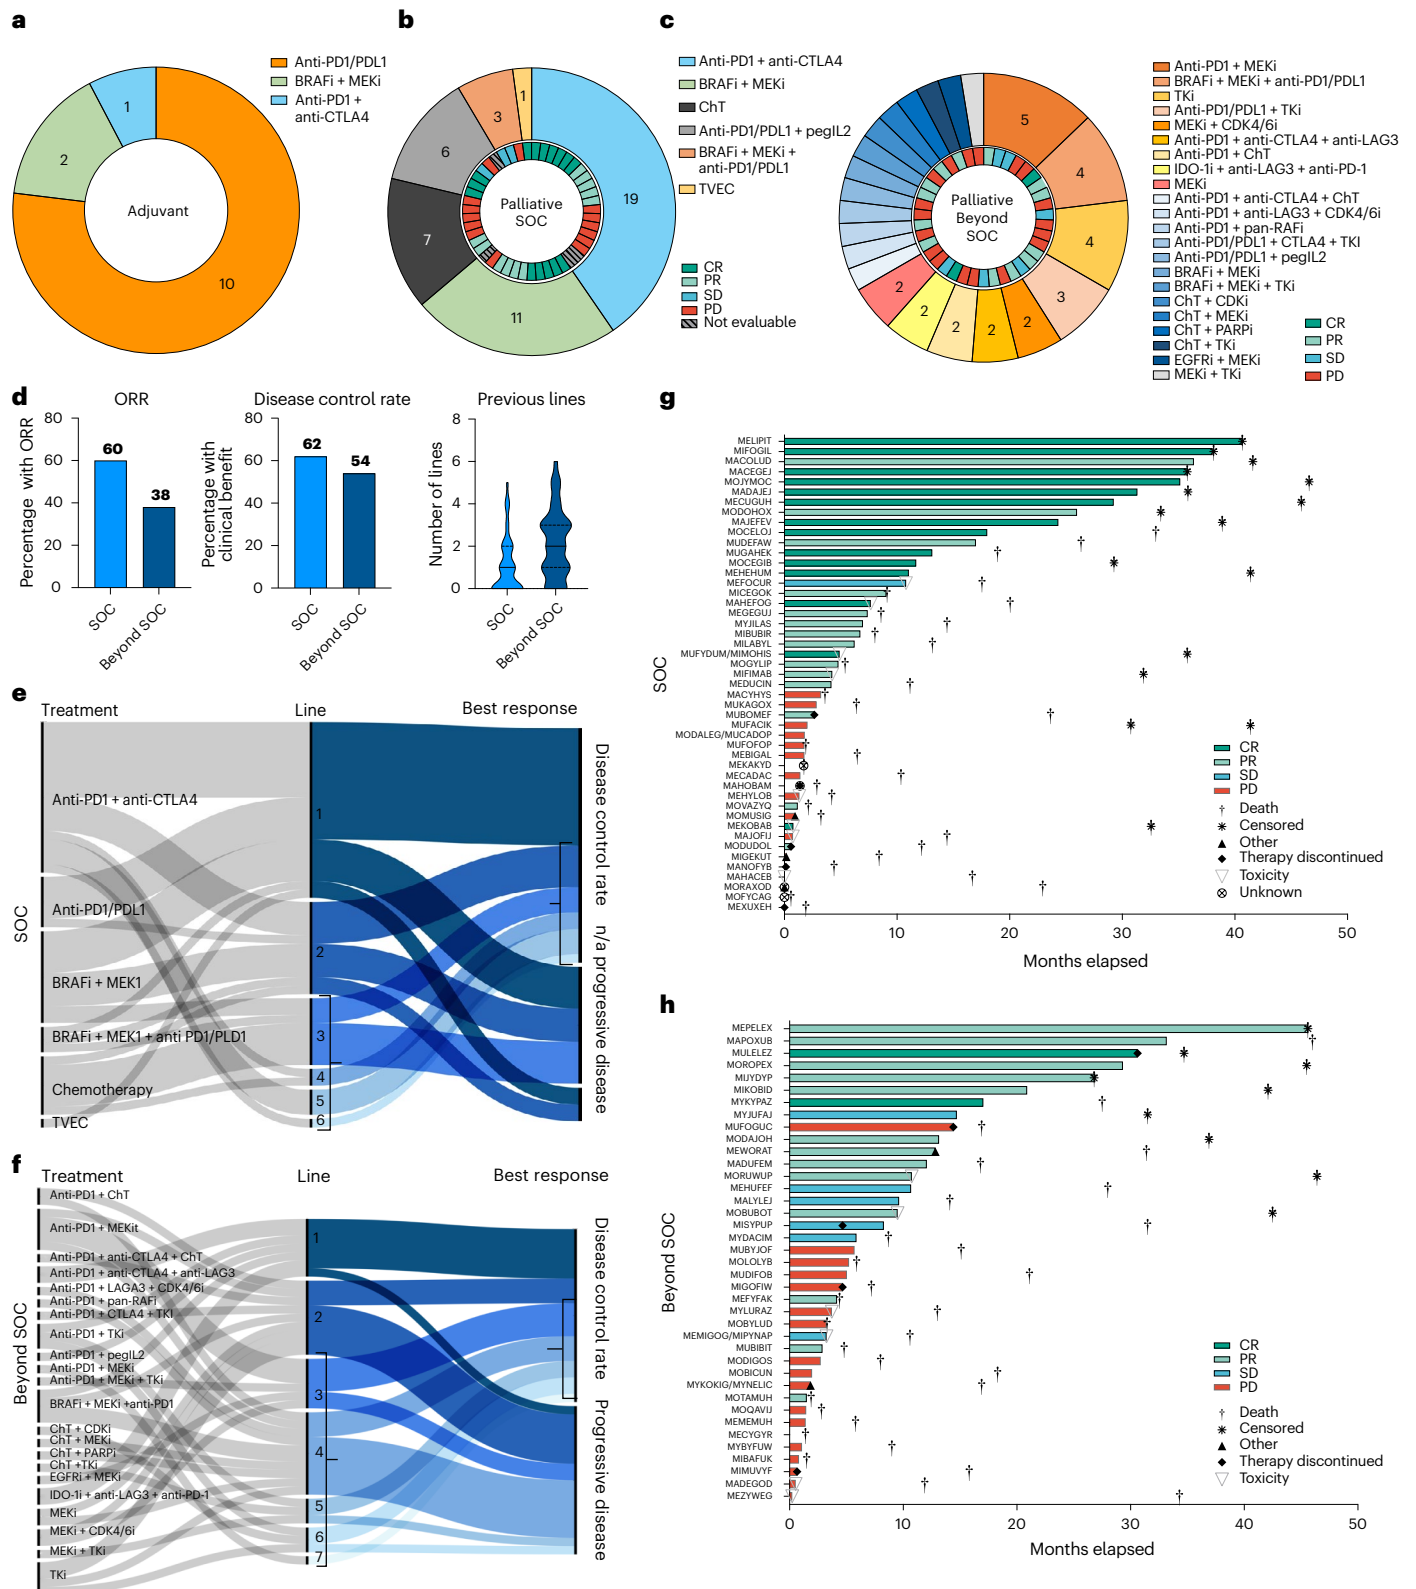 a
Anti-PD1/PDL1
BRAFi + MEKi
Anti-PD1 +
anti-CTLA4
1
2
10
Adjuvant
b
Anti-PD1 + anti-CTLA4
BRAFi + MEKi
ChT
Anti-PD1/PDL1 + pegIL2
BRAFi + MEKi +
anti-PD1/PDL1
TVEC
1
3
6
7
11
19
Palliative
SOC
CR
PR
SD
PD
Not evaluable
c
5
4
4
3
2
2
2
2
2
Palliative
Beyond
SOC
Anti-PD1 + MEKi
BRAFi + MEKi + anti-PD1/PDL1
TKi
Anti-PD1/PDL1 + TKi
MEKi + CDK4/6i
Anti-PD1 + anti-CTLA4 + anti-LAG3
Anti-PD1 + ChT
IDO-1i + anti-LAG3 + anti-PD-1
MEKi
Anti-PD1 + anti-CTLA4 + ChT
Anti-PD1 + anti-LAG3 + CDK4/6i
Anti-PD1 + pan-RAFi
Anti-PD1/PDL1 + CTLA4 + TKI
Anti-PD1/PDL1 + pegIL2
BRAFi + MEKi
BRAFi + MEKi + TKi
ChT + CDKi
ChT + MEKi
ChT + PARPi
ChT + TKi
EGFRi + MEKi
MEKi + TKi
CR
PR
SD
PD
d
ORR
Percentage with ORR
80
60
40
20
0
60
38
SOC
Beyond SOC
Disease control rate
Percentage with
clinical benefit
80
60
40
20
0
62
54
SOC
Beyond SOC
Previous lines
Number of lines
8
6
4
2
0
SOC
Beyond SOC
e
Treatment
Line
Best response
SOC
Anti-PD1 + anti-CTLA4
Anti-PD1/PDL1
BRAFi + MEK1
BRAFi + MEK1 + anti PD1/PLD1
Chemotherapy
TVEC
1
2
3
4
5
6
Disease control rate
n/a progressive disease
f
Treatment
Line
Best response
Beyond SOC
Anti-PD1 + ChT
Anti-PD1 + MEKit
Anti-PD1 + anti-CTLA4 + ChT
Anti-PD1 + anti-CTLA4 + anti-LAG3
Anti-PD1 + LAGA3 + CDK4/6i
Anti-PD1 + pan-RAFi
Anti-PD1 + CTLA4 + TKI
Anti-PD1 + TKi
Anti-PD1 + pegIL2
Anti-PD1 + MEKi
Anti-PD1 + MEKi + TKi
BRAFi + MEKi +anti-PD1
ChT + CDKi
ChT + MEKi
ChT + PARPi
ChT +TKi
EGFRi + MEKi
IDO-1i + anti-LAG3 + anti-PD-1
MEKi
MEKi + CDK4/6i
MEKi + TKi
TKi
1
2
3
4
5
6
7
Disease control rate
Progressive disease
g
SOC
MELIPIT
MIFOGIL
MACOLUD
MACEGEJ
MOJYMOC
MADAJEJ
MECUGUH
MODOHOX
MAJEFEV
MOCELOJ
MUDEFAW
MUGAHEK
MOCEGIB
MEHEHUM
MEFOCUR
MICEGOK
MAHEFOG
MEGEGUJ
MYJILAS
MIBUBIR
MILABYL
MUFYDUM/MIMOHIS
MOGYLIP
MIFIMAB
MEDUCIN
MACYHYS
MUKAGOX
MUBOMEF
MUFACIK
MODALEG/MUCADOP
MUFOFOP
MEBIGAL
MEKAKYD
MECADAC
MAHOBAM
MEHYLOB
MOVAZYQ
MOMUSIG
MEKOBAB
MAJOFIJ
MODUDOL
MIGEKUT
MANOFYB
MAHACEB
MORAXOD
MOFYCAG
MEXUXEH
0
10
20
30
40
50
Months elapsed
CR
PR
SD
PD
Death
Censored
Other
Therapy discontinued
Toxicity
Unknown
h
Beyond SOC
MEPELEX
MAPOXUB
MULELEZ
MOROPEX
MIJYDYP
MIKOBID
MYKYPAZ
MYJUFAJ
MUFOGUC
MODAJOH
MEWORAT
MADUFEM
MORUWUP
MEHUFEF
MALYLEJ
MOBUBOT
MISYPUP
MYDACIM
MUBYJOF
MOLOLYB
MUDIFOB
MIGOFIW
MEFYFAK
MYLURAZ
MOBYLUD
MEMIGOG/MIPYNAP
MUBIBIT
MODIGOS
MOBICUN
MYKOKIG/MYNELIC
MOTAMUH
MOQAVIJ
MEMEMUH
MECYGYR
MYBYFUW
MIBAFUK
MIMUVYF
MADEGOD
MEZYWEG
0
10
20
30
40
50
Months elapsed
CR
PR
SD
PD
Death
Censored
Other
Therapy discontinued
Toxicity